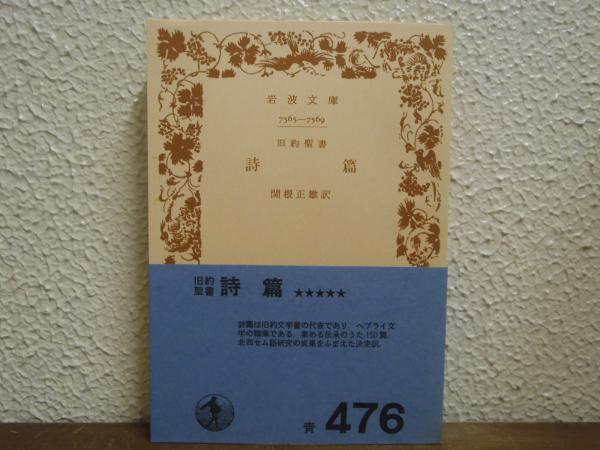 岩波文庫
7565—7569
旧約聖書
詩篇
関根正雄訳
旧約
聖書 詩篇 ★★★★★
詩篇は旧約文学書の代表であり、ヘブライ文
学の精華である。集める伝承のうた150篇。
北西セム語研究の成果をふまえた決定訳。
青 476